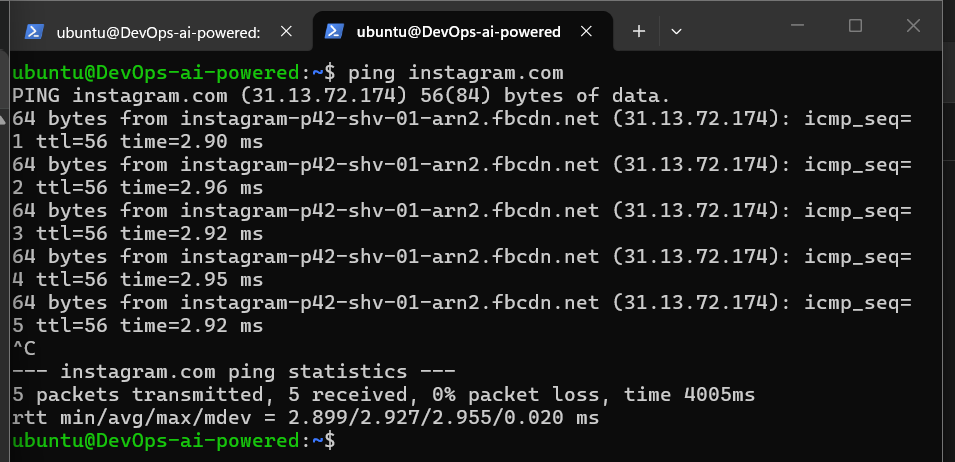 ubuntu@DevOps-ai-powered:
ubuntu@DevOps-ai-powered
ubuntu@DevOps-ai-powered:~$ ping instagram.com
PING instagram.com (31.13.72.174) 56(84) bytes of data.
64 bytes from instagram-p42-shv-01-arn2.fbcdn.net (31.13.72.174): icmp_seq=
1 ttl=56 time=2.90 ms
64 bytes from instagram-p42-shv-01-arn2.fbcdn.net (31.13.72.174): icmp_seq=
2 ttl=56 time=2.96 ms
64 bytes from instagram-p42-shv-01-arn2.fbcdn.net (31.13.72.174): icmp_seq=
3 ttl=56 time=2.92 ms
64 bytes from instagram-p42-shv-01-arn2.fbcdn.net (31.13.72.174): icmp_seq=
4 ttl=56 time=2.95 ms
64 bytes from instagram-p42-shv-01-arn2.fbcdn.net (31.13.72.174): icmp_seq=
5 ttl=56 time=2.92 ms
^C
--- instagram.com ping statistics ---
5 packets transmitted, 5 received, 0% packet loss, time 4005ms
rtt min/avg/max/mdev = 2.899/2.927/2.955/0.020 ms
ubuntu@DevOps-ai-powered:~$